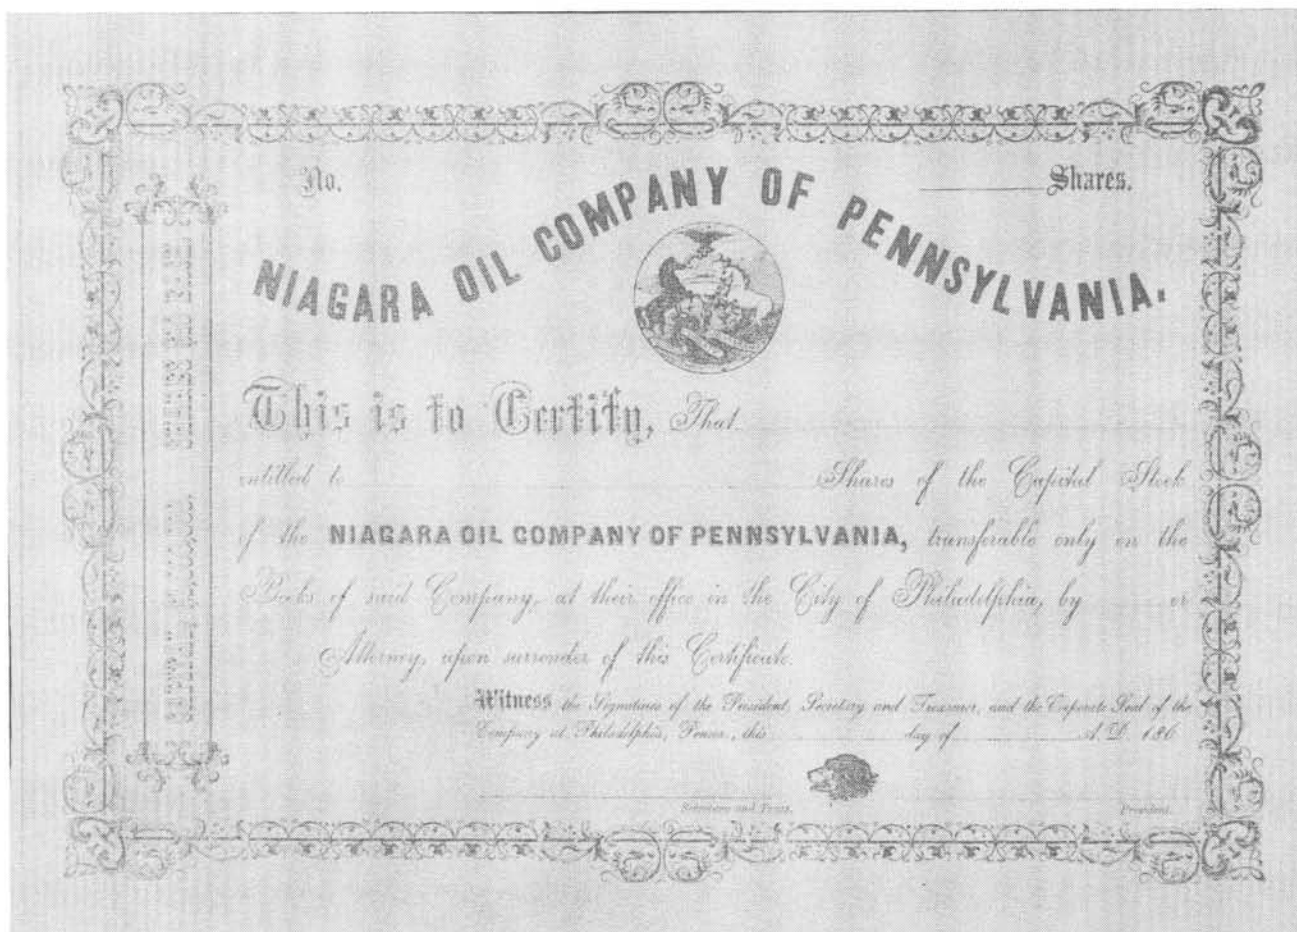 No. Shares.
NIAGARA OIL COMPANY OF PENNSYLVANIA.
This is to Certify, That
entitled to Shares of the Capital Stock
of the NIAGARA OIL COMPANY OF PENNSYLVANIA, transferable only on the
Books of said Company, at their office in the City of Philadelphia, by or
Attorney, upon surrender of this Certificate.
Witness the Signatures of the President, Secretary and Treasurer, and the Corporate Seal of the
Company at Philadelphia, Penna., this day of A.D. 186
Secretary and Treas. President.